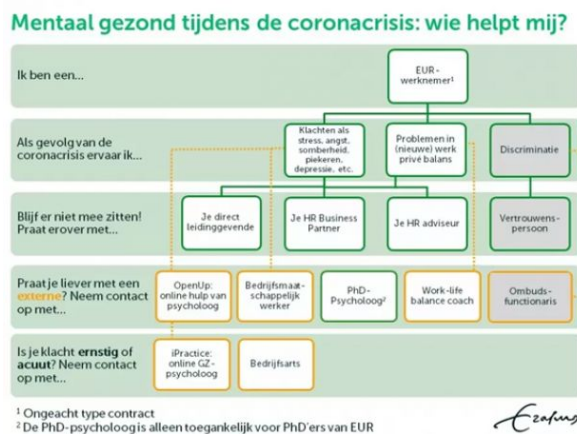 Mentaal gezond tijdens de coronacrisis: wie helpt mij?
Ik ben een...
EUR-
werknemer¹
Als gevolg van de
coronacrisis ervaar ik...
Klachten als
stress, angst,
somberheid,
piekeren,
depressie, etc.
Problemen in
(nieuwe) werk
privé balans
Discriminatie
Blijf er niet mee zitten!
Praat erover met...
Je direct
leidinggevende
Je HR Business
Partner
Je HR adviseur
Vertrouwens-
persoon
Praat je liever met een
externe? Neem contact
op met...
OpenUp:
online hulp van
psycholoog
Bedrijfsmaat-
schappelijk
werker
PhD-
Psycholoog²
Work-life
balance coach
Ombuds-
functionaris
Is je klacht ernstig of
acuut? Neem contact
op met...
iPractice:
online GZ-
psycholoog
Bedrijfsarts
¹ Ongeacht type contract
² De PhD-psycholoog is alleen toegankelijk voor PhD'ers van EUR
Erasmus